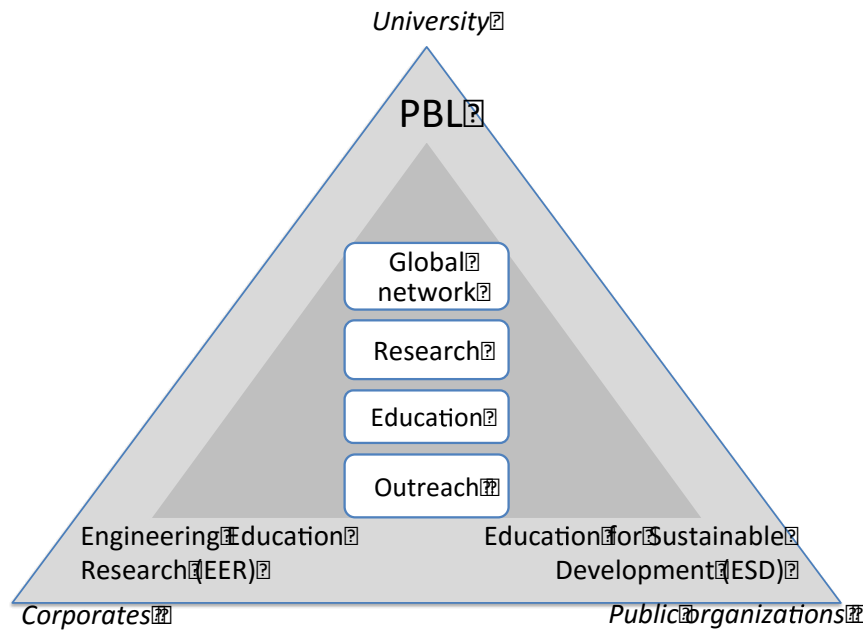 University
PBL
Global
network
Research
Education
Outreach
Engineering Education
Research (EER)
Education for Sustainable
Development (ESD)
Corporates
Public organizations